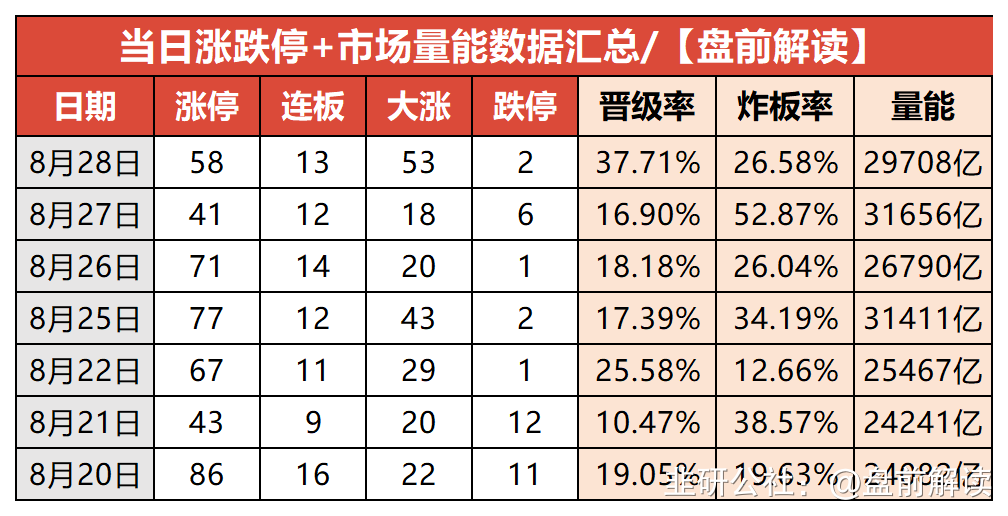 当日涨跌停+市场量能数据汇总/【盘前解读】
日期 涨停 连板 大涨 跌停 晋级率 炸板率 量能
8月28日 58 13 53 2 37.71% 26.58% 29708亿
8月27日 41 12 18 6 16.90% 52.87% 31656亿
8月26日 71 14 20 1 18.18% 26.04% 26790亿
8月25日 77 12 43 2 17.39% 34.19% 31411亿
8月22日 67 11 29 1 25.58% 12.66% 25467亿
8月21日 43 9 20 12 10.47% 38.57% 24241亿
8月20日 86 16 22 11 19.05% 19.63% 24082亿
韭研公社、@盘前解读